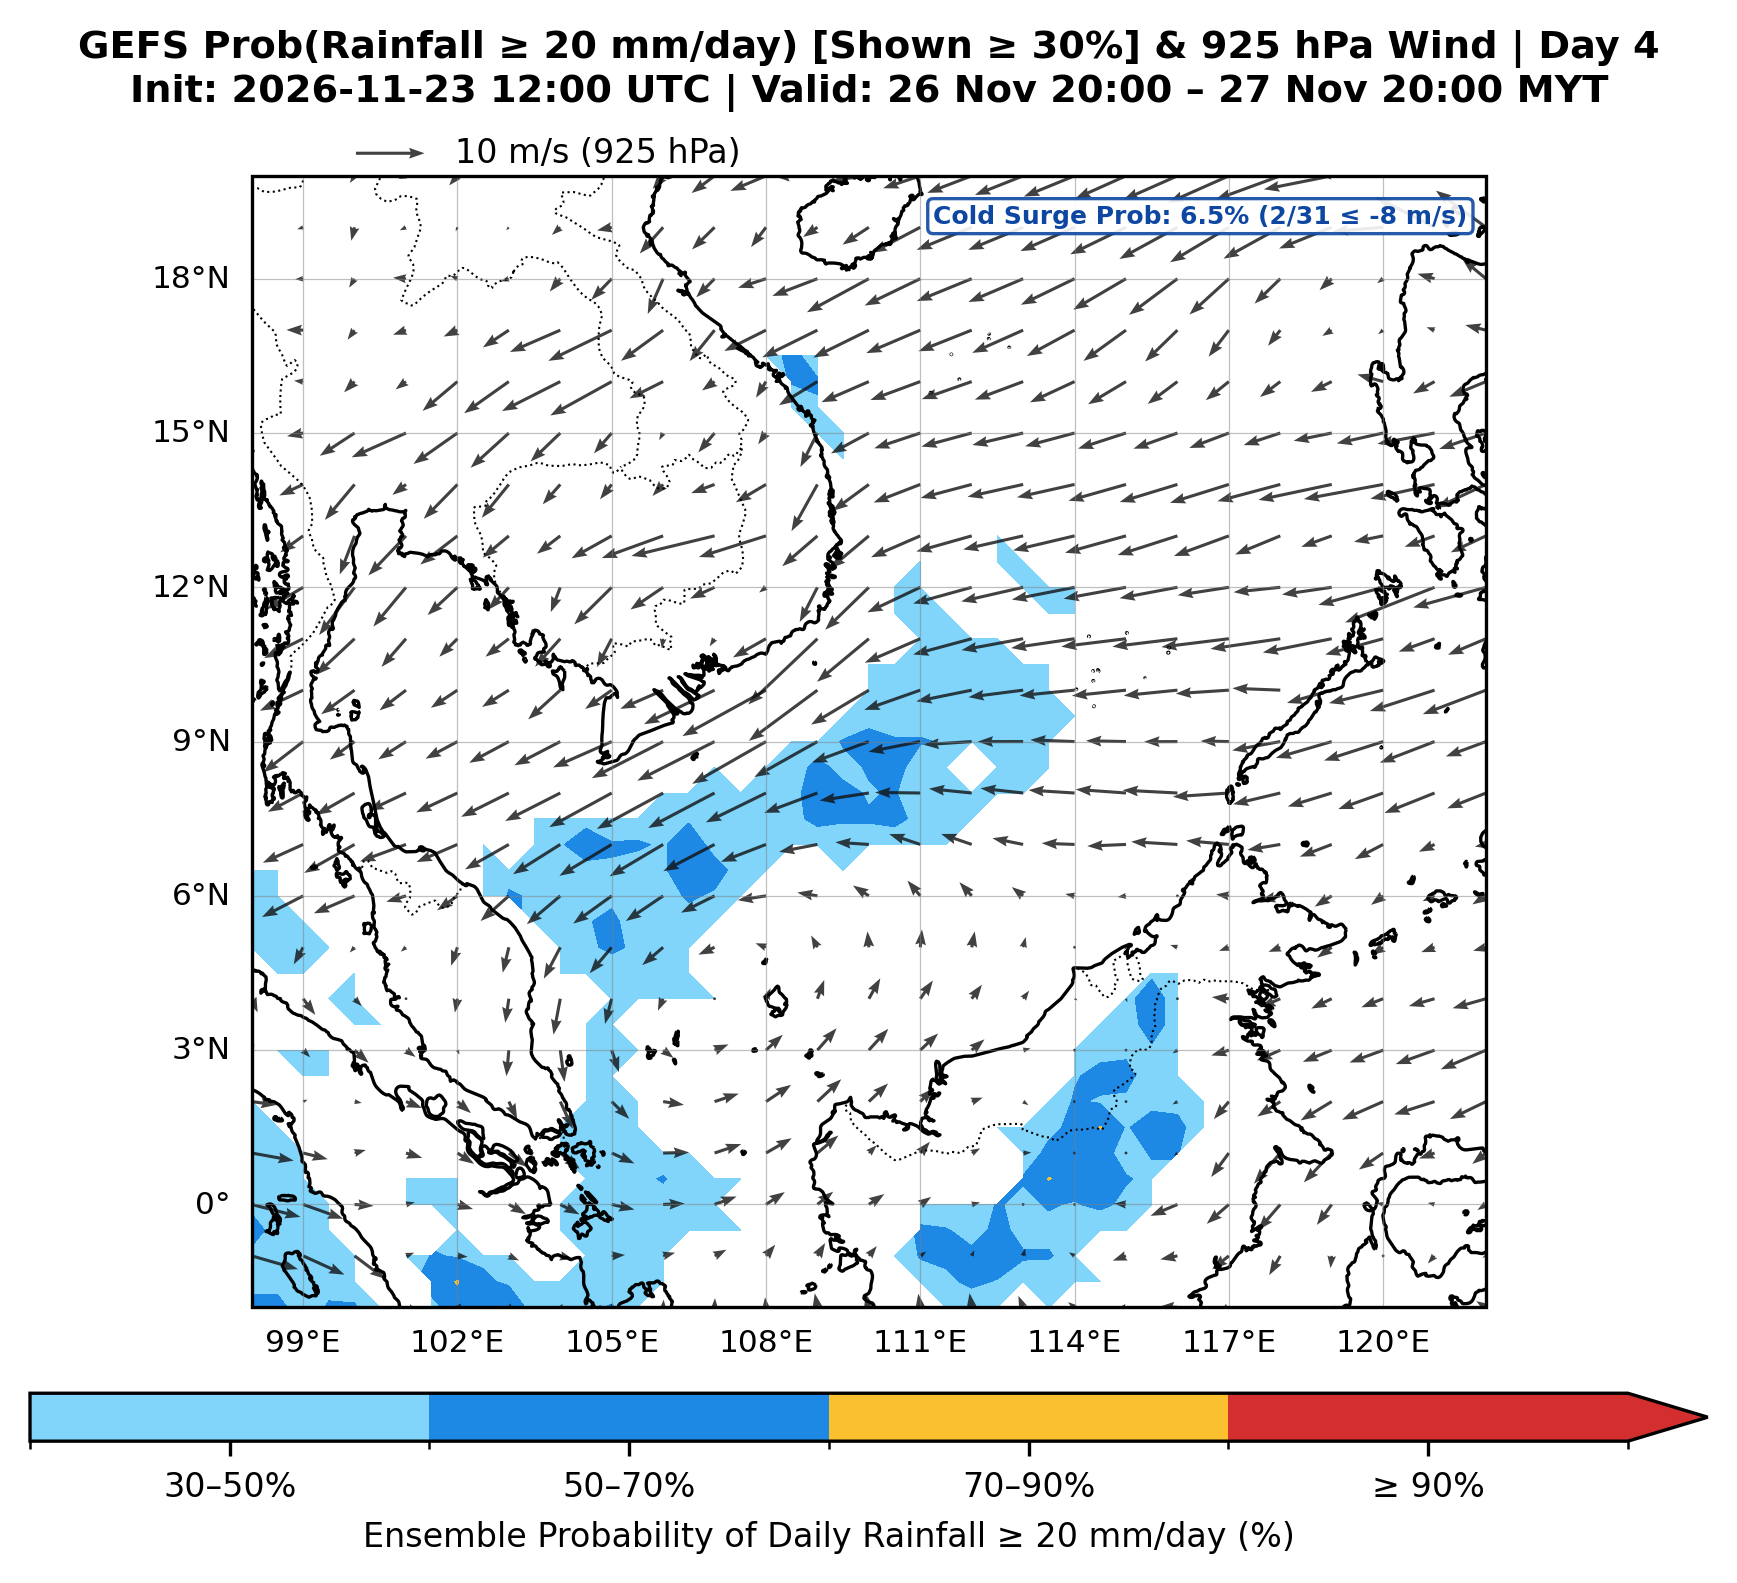 GEFS Prob(Rainfall ≥ 20 mm/day) [Shown ≥ 30%] & 925 hPa Wind | Day 4
Init: 2026-11-23 12:00 UTC | Valid: 26 Nov 20:00 – 27 Nov 20:00 MYT
10 m/s (925 hPa)
Cold Surge Prob: 6.5% (2/31 ≤ -8 m/s)
18°N
15°N
12°N
9°N
6°N
3°N
0°
99°E 102°E 105°E 108°E 111°E 114°E 117°E 120°E
30–50% 50–70% 70–90% ≥ 90%
Ensemble Probability of Daily Rainfall ≥ 20 mm/day (%)